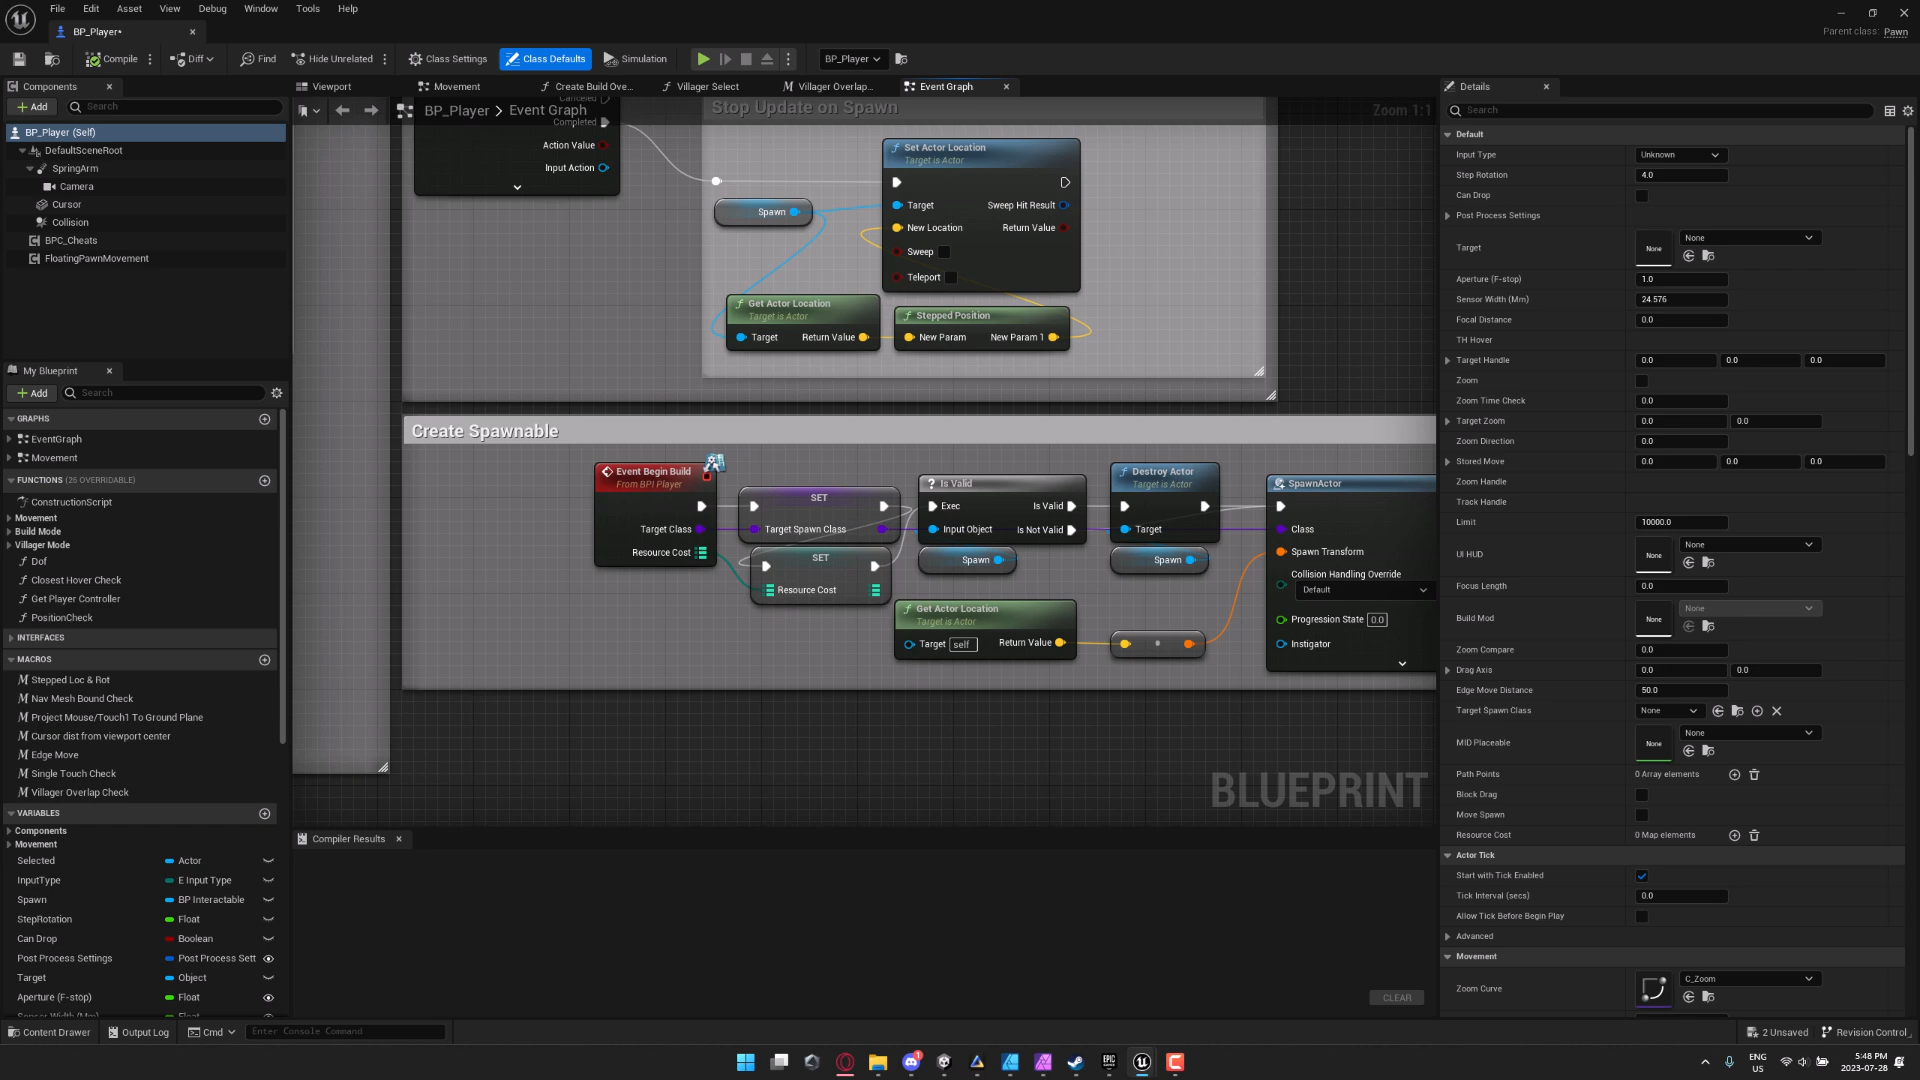 File Edit Asset View Debug Window Tools Help
BP_Player*
Parent class: Pawn
Compile Diff Find Hide Unrelated Class Settings Class Defaults Simulation BP_Player
Components
Add Search
BP_Player (Self)
DefaultSceneRoot
SpringArm
Camera
Cursor
Collision
BPC_Cheats
FloatingPawnMovement
My Blueprint
Add Search
GRAPHS
EventGraph
Movement
FUNCTIONS (26 OVERRIDABLE)
ConstructionScript
Movement
Build Mode
Villager Mode
Dof
Closest Hover Check
Get Player Controller
PositionCheck
INTERFACES
MACROS
Stepped Loc & Rot
Nav Mesh Bound Check
Project Mouse/Touch1 To Ground Plane
Cursor dist from viewport center
Edge Move
Single Touch Check
Villager Overlap Check
VARIABLES
Components
Movement
Selected Actor
InputType E Input Type
Spawn BP Interactable
StepRotation Float
Can Drop Boolean
Post Process Settings Post Process Sett
Target Object
Aperture (F-stop) Float
Sensor Width (Mm) Float
Viewport Movement Create Build Ove... Villager Select Villager Overlap... Event Graph
BP_Player > Event Graph
Zoom 1:1
Stop Update on Spawn
Canceled
Completed
Action Value
Input Action
Spawn
Set Actor Location
Target is Actor
Target Sweep Hit Result
New Location Return Value
Sweep
Teleport
Get Actor Location
Target is Actor
Target Return Value
Stepped Position
New Param New Param 1
Create Spawnable
Event Begin Build
From BPI Player
Target Class
Resource Cost
SET
Target Spawn Class
SET
Resource Cost
Is Valid
Exec Is Valid
Input Object Is Not Valid
Spawn
Destroy Actor
Target is Actor
Target
Spawn
Get Actor Location
Target is Actor
Target self Return Value
SpawnActor
Class
Spawn Transform
Collision Handling Override
Default
Progression State 0.0
Instigator
BLUEPRINT
Compiler Results
CLEAR
Details
Search
Default
Input Type Unknown
Step Rotation 4.0
Can Drop
Post Process Settings
Target None None
Aperture (F-stop) 1.0
Sensor Width (Mm) 24.576
Focal Distance 0.0
TH Hover
Target Handle 0.0 0.0 0.0
Zoom
Zoom Time Check 0.0
Target Zoom 0.0 0.0
Zoom Direction 0.0
Stored Move 0.0 0.0 0.0
Zoom Handle
Track Handle
Limit 10000.0
UI HUD None None
Focus Length 0.0
Build Mod None None
Zoom Compare 0.0
Drag Axis 0.0 0.0
Edge Move Distance 50.0
Target Spawn Class None
MID Placeable None None
Path Points 0 Array elements
Block Drag
Move Spawn
Resource Cost 0 Map elements
Actor Tick
Start with Tick Enabled
Tick Interval (secs) 0.0
Allow Tick Before Begin Play
Advanced
Movement
Zoom Curve C_Zoom
Content Drawer Output Log Cmd Enter Console Command
2 Unsaved Revision Control
ENG
US
5:48 PM
2023-07-28